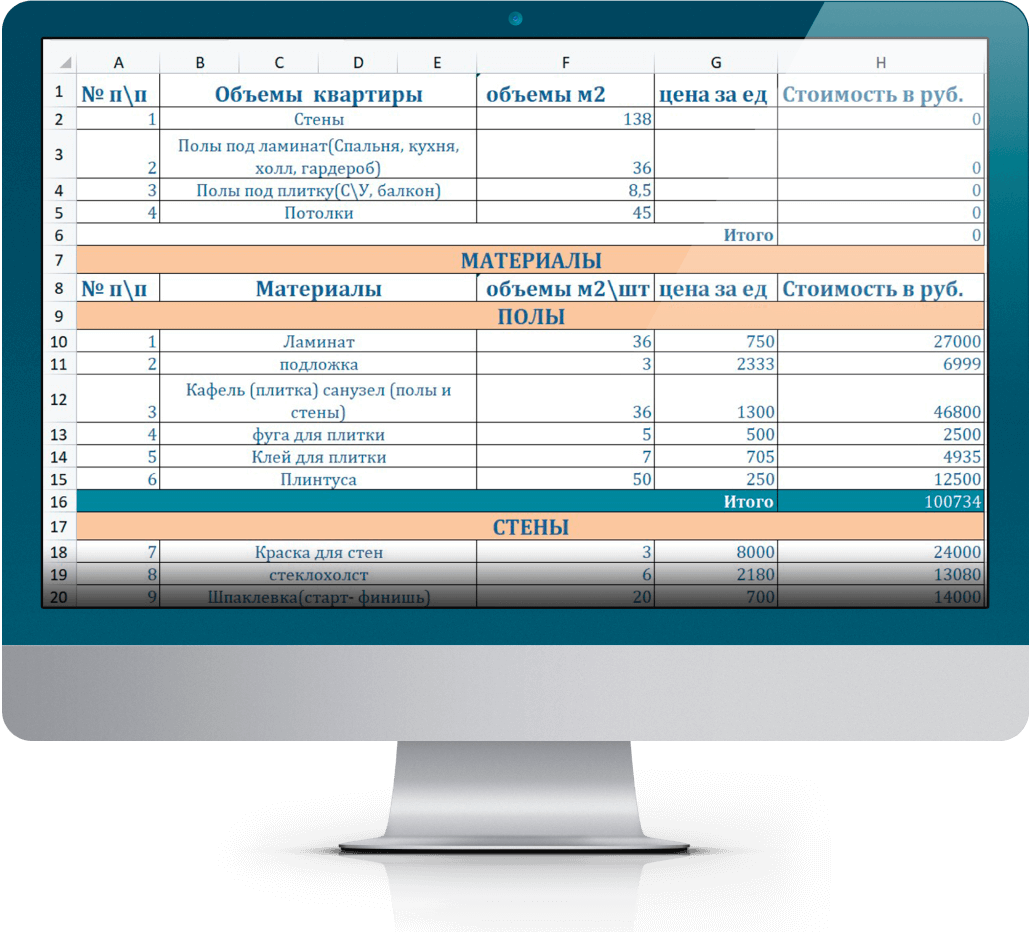 A B C D E F G H
1 № п\п Объемы квартиры объемы м2 цена за ед Стоимость в руб.
2 1 Стены 138 0
Полы под ламинат(Спальня, кухня,
3 2 холл, гардероб) 36 0
4 3 Полы под плитку(С\У, балкон) 8,5 0
5 4 Потолки 45 0
6 Итого 0
7 МАТЕРИАЛЫ
8 № п\п Материалы объемы м2\шт цена за ед Стоимость в руб.
9 ПОЛЫ
10 1 Ламинат 36 750 27000
11 2 подложка 3 2333 6999
Кафель (плитка) санузел (полы и
12 3 стены) 36 1300 46800
13 4 фуга для плитки 5 500 2500
14 5 Клей для плитки 7 705 4935
15 6 Плинтуса 50 250 12500
16 Итого 100734
17 СТЕНЫ
18 7 Краска для стен 3 8000 24000
19 8 стеклохолст 6 2180 13080
20 9 Шпаклевка(старт- финишь) 20 700 14000